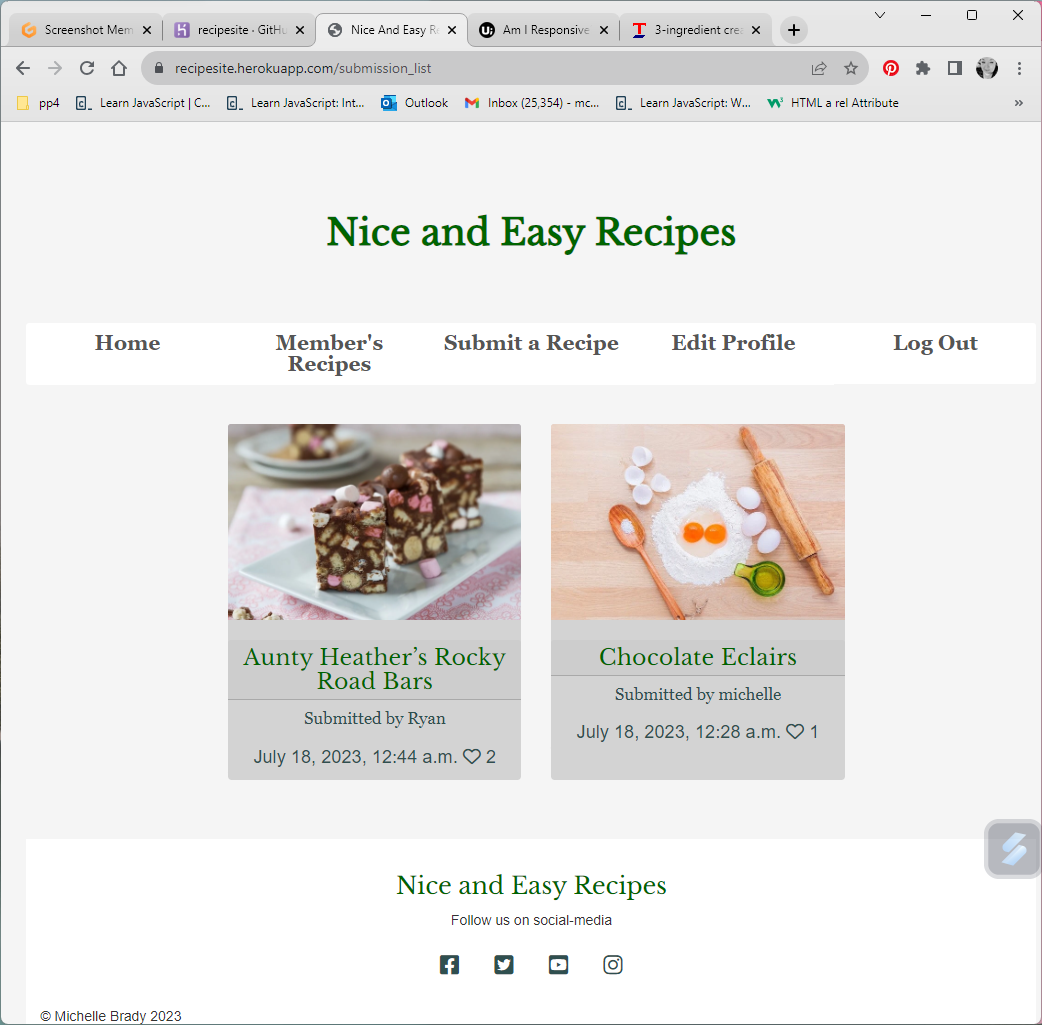 Screenshot Mem
recipesite · GitHu
Nice And Easy Re
Am I Responsive
3-ingredient crea
recipesite.herokuapp.com/submission_list
pp4
Learn JavaScript | C...
Learn JavaScript: Int...
Outlook
Inbox (25,354) - mc...
Learn JavaScript: W...
HTML a rel Attribute
»
Nice and Easy Recipes
Home
Member's
Recipes
Submit a Recipe
Edit Profile
Log Out
Aunty Heather’s Rocky
Road Bars
Submitted by Ryan
July 18, 2023, 12:44 a.m. 2
Chocolate Eclairs
Submitted by michelle
July 18, 2023, 12:28 a.m. 1
Nice and Easy Recipes
Follow us on social-media
© Michelle Brady 2023